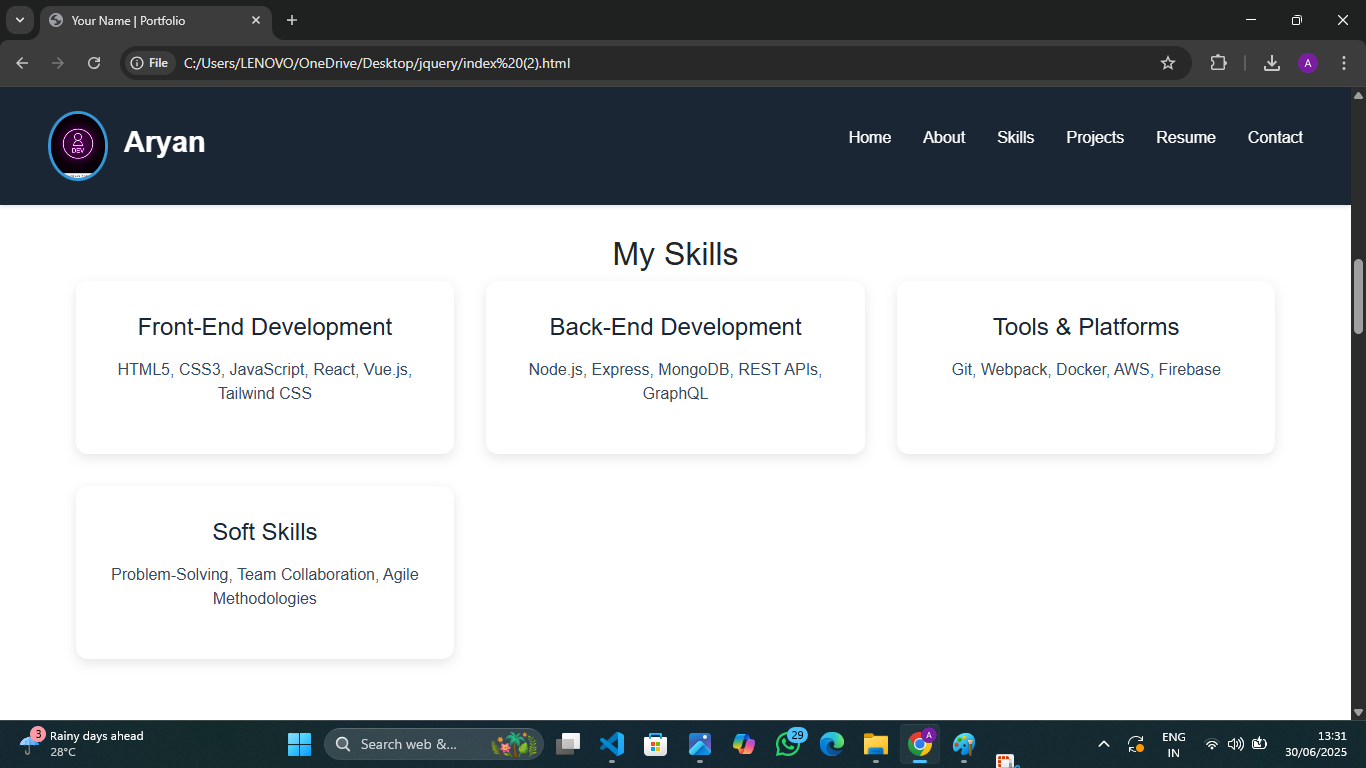 Your Name | Portfolio
File C:/Users/LENOVO/OneDrive/Desktop/jquery/index%20(2).html
A
DEV
Aryan
Home About Skills Projects Resume Contact
My Skills
Front-End Development
HTML5, CSS3, JavaScript, React, Vue.js,
Tailwind CSS
Back-End Development
Node.js, Express, MongoDB, REST APIs,
GraphQL
Tools & Platforms
Git, Webpack, Docker, AWS, Firebase
Soft Skills
Problem-Solving, Team Collaboration, Agile
Methodologies
3
Rainy days ahead
28°C
Search web &...
29
A
ENG
IN
13:31
30/06/2025